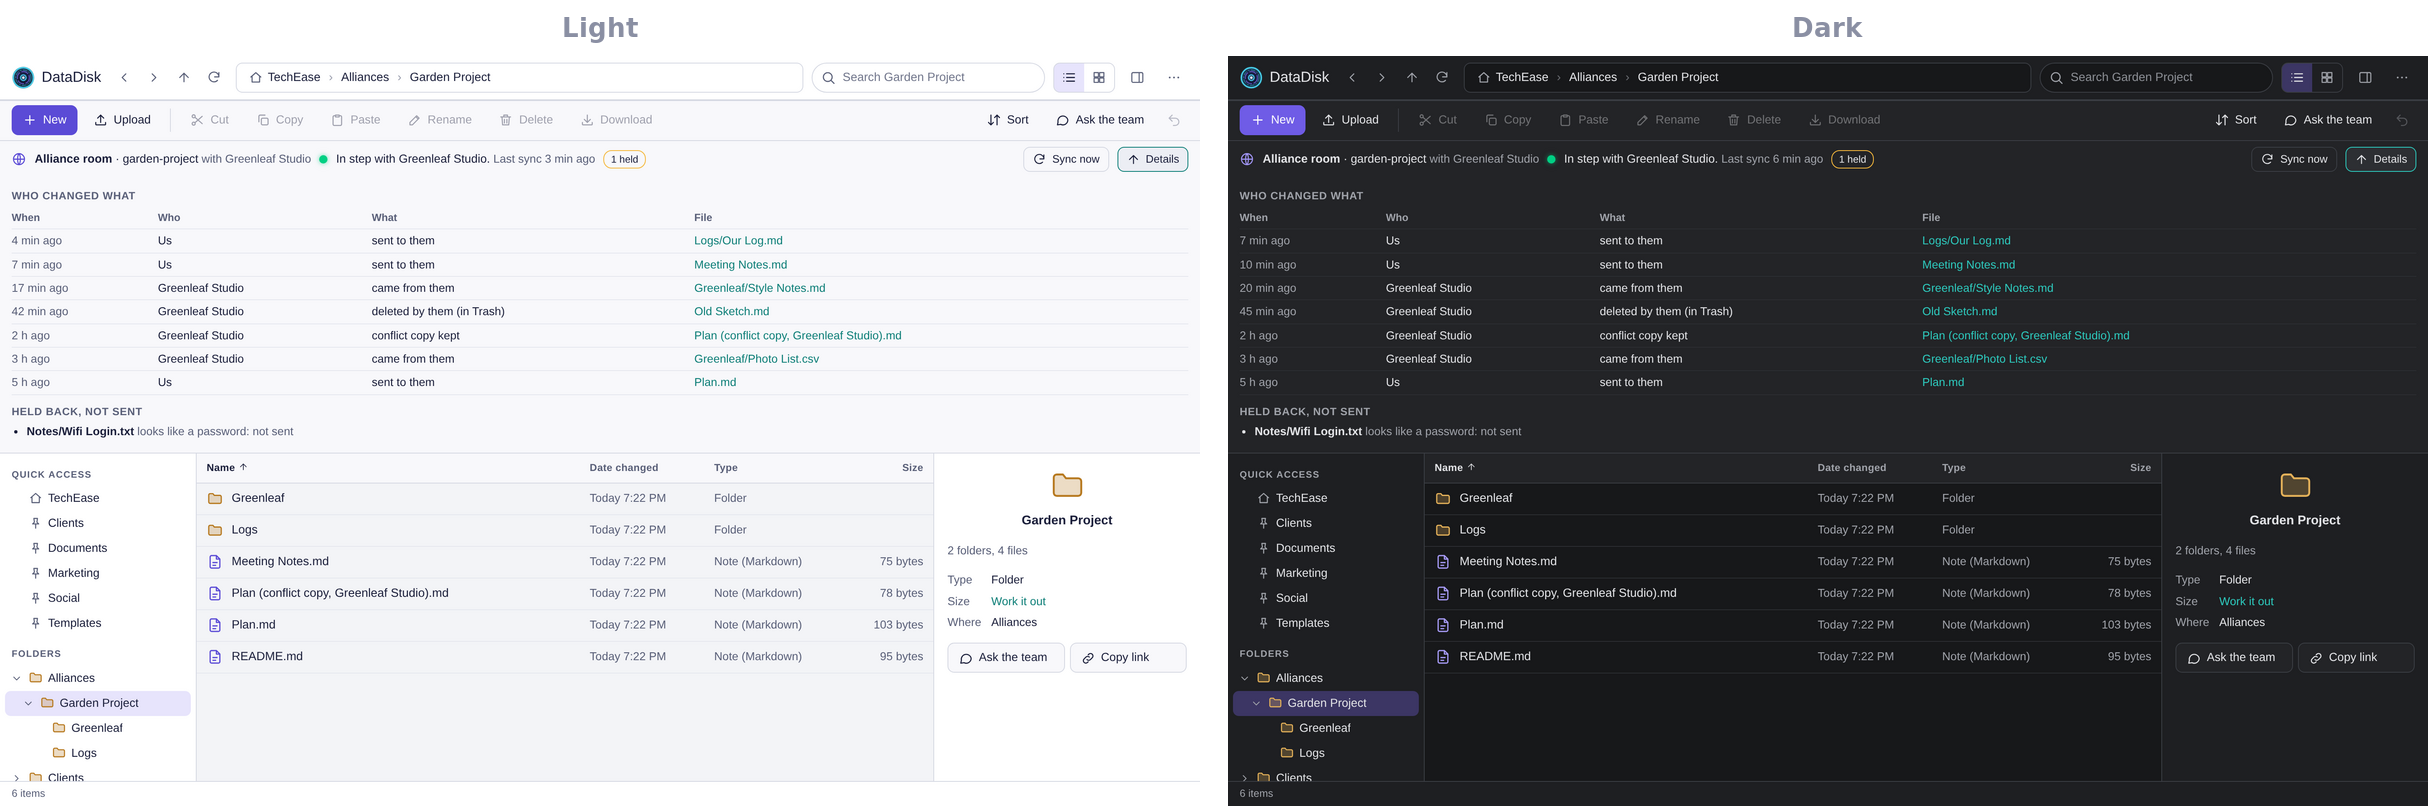 Light
DataDisk
TechEase › Alliances › Garden Project
Search Garden Project
New Upload Cut Copy Paste Rename Delete Download Sort Ask the team
Alliance room · garden-project with Greenleaf Studio In step with Greenleaf Studio. Last sync 3 min ago 1 held Sync now Details
WHO CHANGED WHAT
When Who What File
4 min ago Us sent to them Logs/Our Log.md
7 min ago Us sent to them Meeting Notes.md
17 min ago Greenleaf Studio came from them Greenleaf/Style Notes.md
42 min ago Greenleaf Studio deleted by them (in Trash) Old Sketch.md
2 h ago Greenleaf Studio conflict copy kept Plan (conflict copy, Greenleaf Studio).md
3 h ago Greenleaf Studio came from them Greenleaf/Photo List.csv
5 h ago Us sent to them Plan.md
HELD BACK, NOT SENT
• Notes/Wifi Login.txt looks like a password: not sent
QUICK ACCESS
TechEase
Clients
Documents
Marketing
Social
Templates
FOLDERS
Alliances
Garden Project
Greenleaf
Logs
Clients
Name Date changed Type Size
Greenleaf Today 7:22 PM Folder
Logs Today 7:22 PM Folder
Meeting Notes.md Today 7:22 PM Note (Markdown) 75 bytes
Plan (conflict copy, Greenleaf Studio).md Today 7:22 PM Note (Markdown) 78 bytes
Plan.md Today 7:22 PM Note (Markdown) 103 bytes
README.md Today 7:22 PM Note (Markdown) 95 bytes
Garden Project
2 folders, 4 files
Type Folder
Size Work it out
Where Alliances
Ask the team Copy link
6 items
Dark
DataDisk
TechEase › Alliances › Garden Project
Search Garden Project
New Upload Cut Copy Paste Rename Delete Download Sort Ask the team
Alliance room · garden-project with Greenleaf Studio In step with Greenleaf Studio. Last sync 6 min ago 1 held Sync now Details
WHO CHANGED WHAT
When Who What File
7 min ago Us sent to them Logs/Our Log.md
10 min ago Us sent to them Meeting Notes.md
20 min ago Greenleaf Studio came from them Greenleaf/Style Notes.md
45 min ago Greenleaf Studio deleted by them (in Trash) Old Sketch.md
2 h ago Greenleaf Studio conflict copy kept Plan (conflict copy, Greenleaf Studio).md
3 h ago Greenleaf Studio came from them Greenleaf/Photo List.csv
5 h ago Us sent to them Plan.md
HELD BACK, NOT SENT
• Notes/Wifi Login.txt looks like a password: not sent
QUICK ACCESS
TechEase
Clients
Documents
Marketing
Social
Templates
FOLDERS
Alliances
Garden Project
Greenleaf
Logs
Clients
Name Date changed Type Size
Greenleaf Today 7:22 PM Folder
Logs Today 7:22 PM Folder
Meeting Notes.md Today 7:22 PM Note (Markdown) 75 bytes
Plan (conflict copy, Greenleaf Studio).md Today 7:22 PM Note (Markdown) 78 bytes
Plan.md Today 7:22 PM Note (Markdown) 103 bytes
README.md Today 7:22 PM Note (Markdown) 95 bytes
Garden Project
2 folders, 4 files
Type Folder
Size Work it out
Where Alliances
Ask the team Copy link
6 items